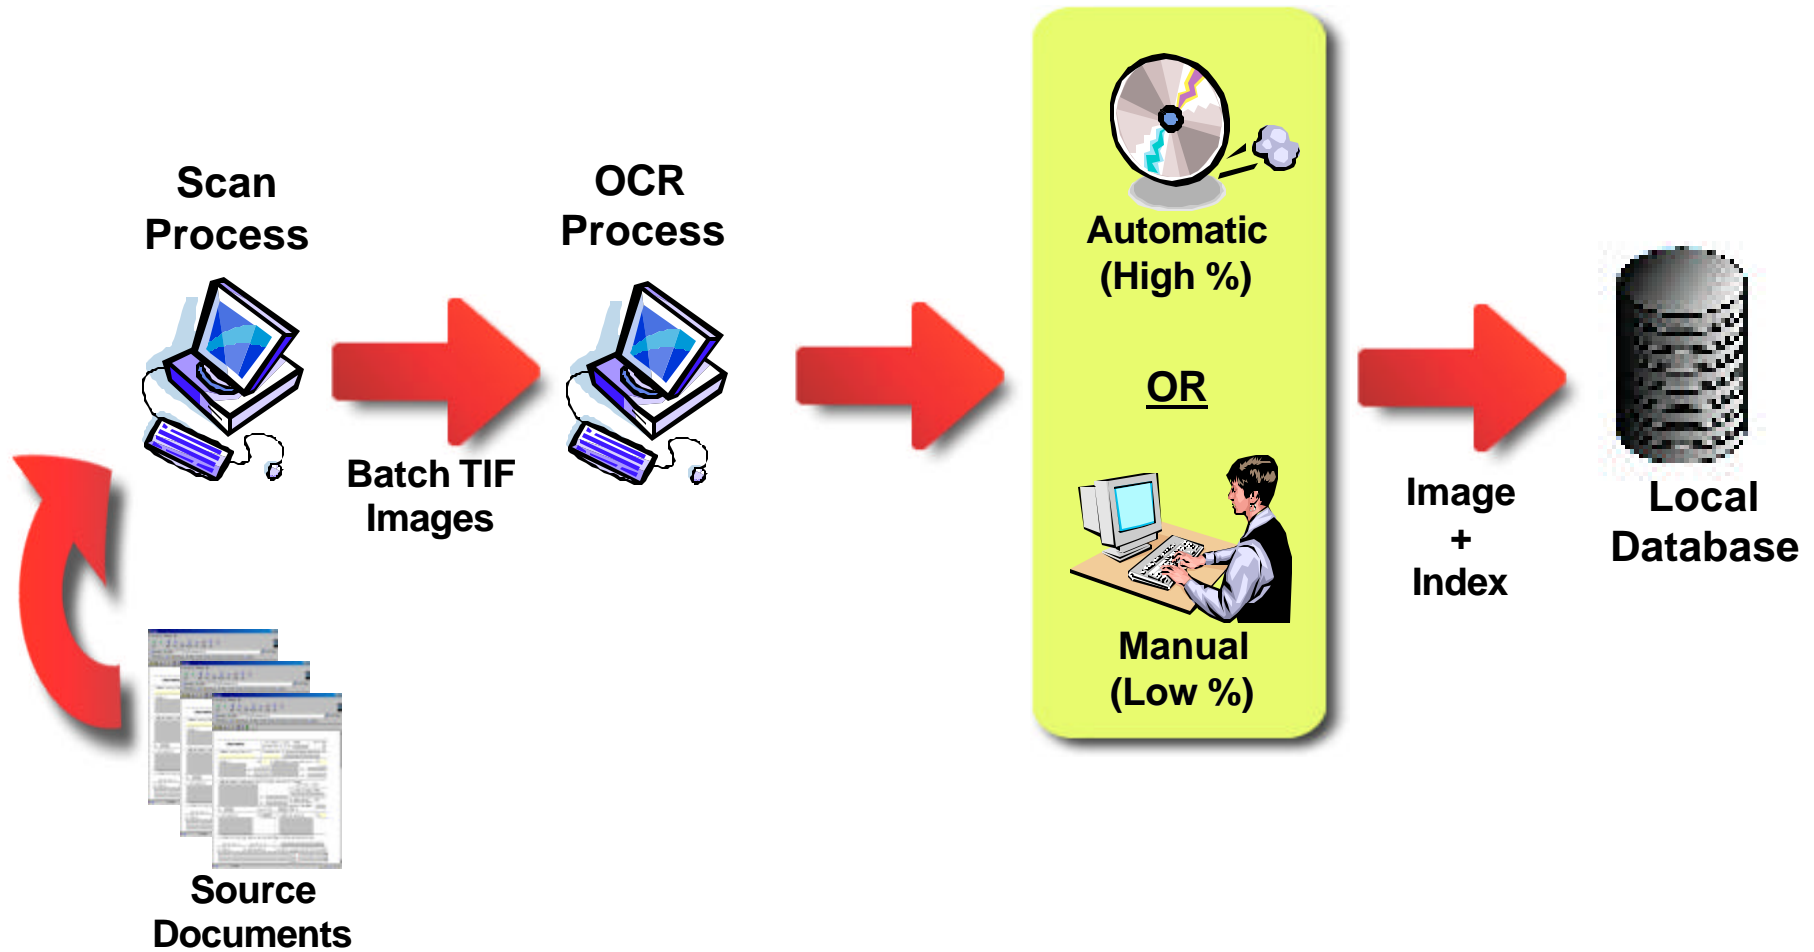 Scan
Process
OCR
Process
Batch TIF
Images
Source
Documents
Automatic
(High %)
OR
Manual
(Low %)
Image
+
Index
Local
Database